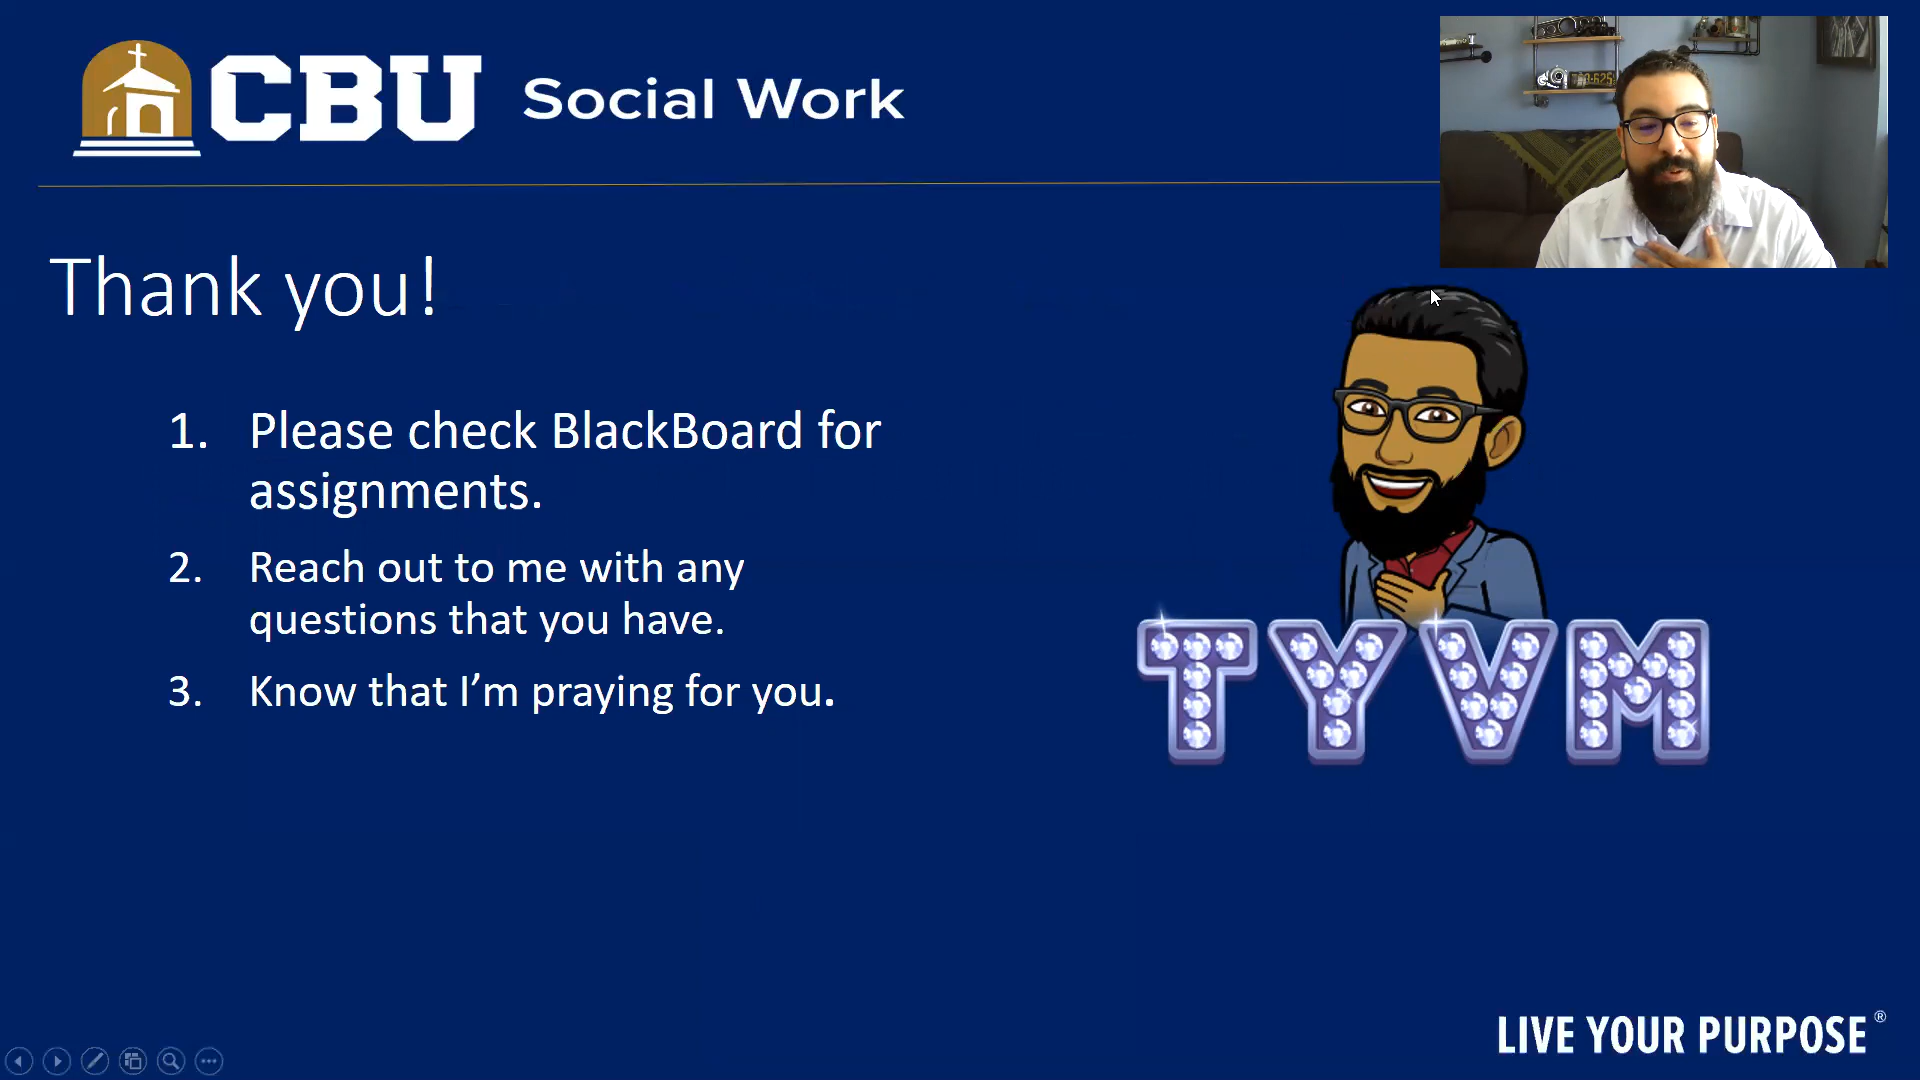 CBU Social Work
Thank you!
1. Please check BlackBoard for
assignments.
2. Reach out to me with any
questions that you have.
3. Know that I’m praying for you.
TYVM
LIVE YOUR PURPOSE®